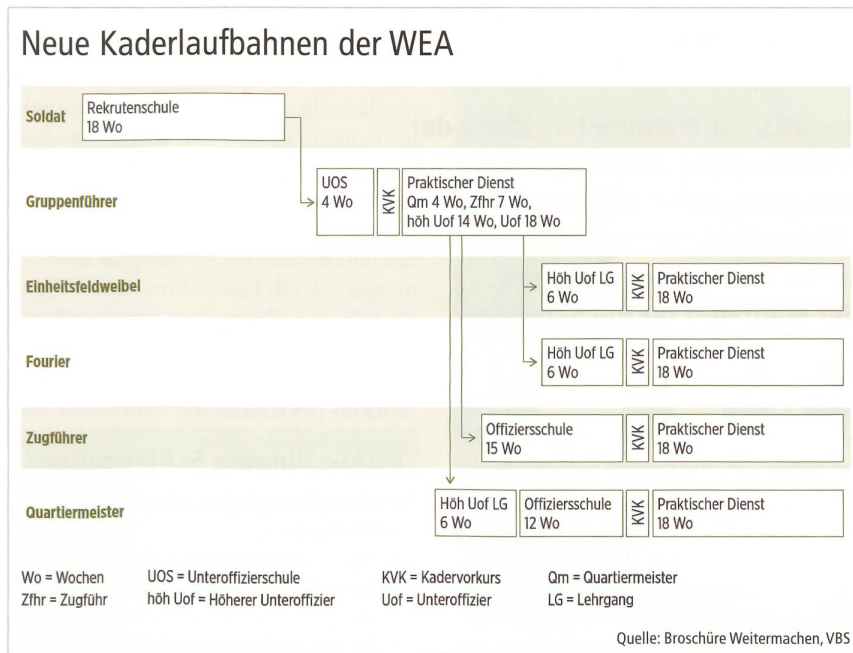 Neue Kaderlaufbahnen der WEA
Soldat
Rekrutenschule
18 Wo
Gruppenführer
UOS
4 Wo
KVK
Praktischer Dienst
Qm 4 Wo, Zfhr 7 Wo,
höh Uof 14 Wo, Uof 18 Wo
Einheitsfeldweibel
Höh Uof LG
6 Wo
KVK
Praktischer Dienst
18 Wo
Fourier
Höh Uof LG
6 Wo
KVK
Praktischer Dienst
18 Wo
Zugführer
Offiziersschule
15 Wo
KVK
Praktischer Dienst
18 Wo
Quartiermeister
Höh Uof LG
6 Wo
Offiziersschule
12 Wo
KVK
Praktischer Dienst
18 Wo
Wo = Wochen
UOS = Unteroffizierschule
KVK = Kadervorkurs
Qm = Quartiermeister
Zfhr = Zugführ
höh Uof = Höherer Unteroffizier
Uof = Unteroffizier
LG = Lehrgang
Quelle: Broschüre Weitermachen, VBS